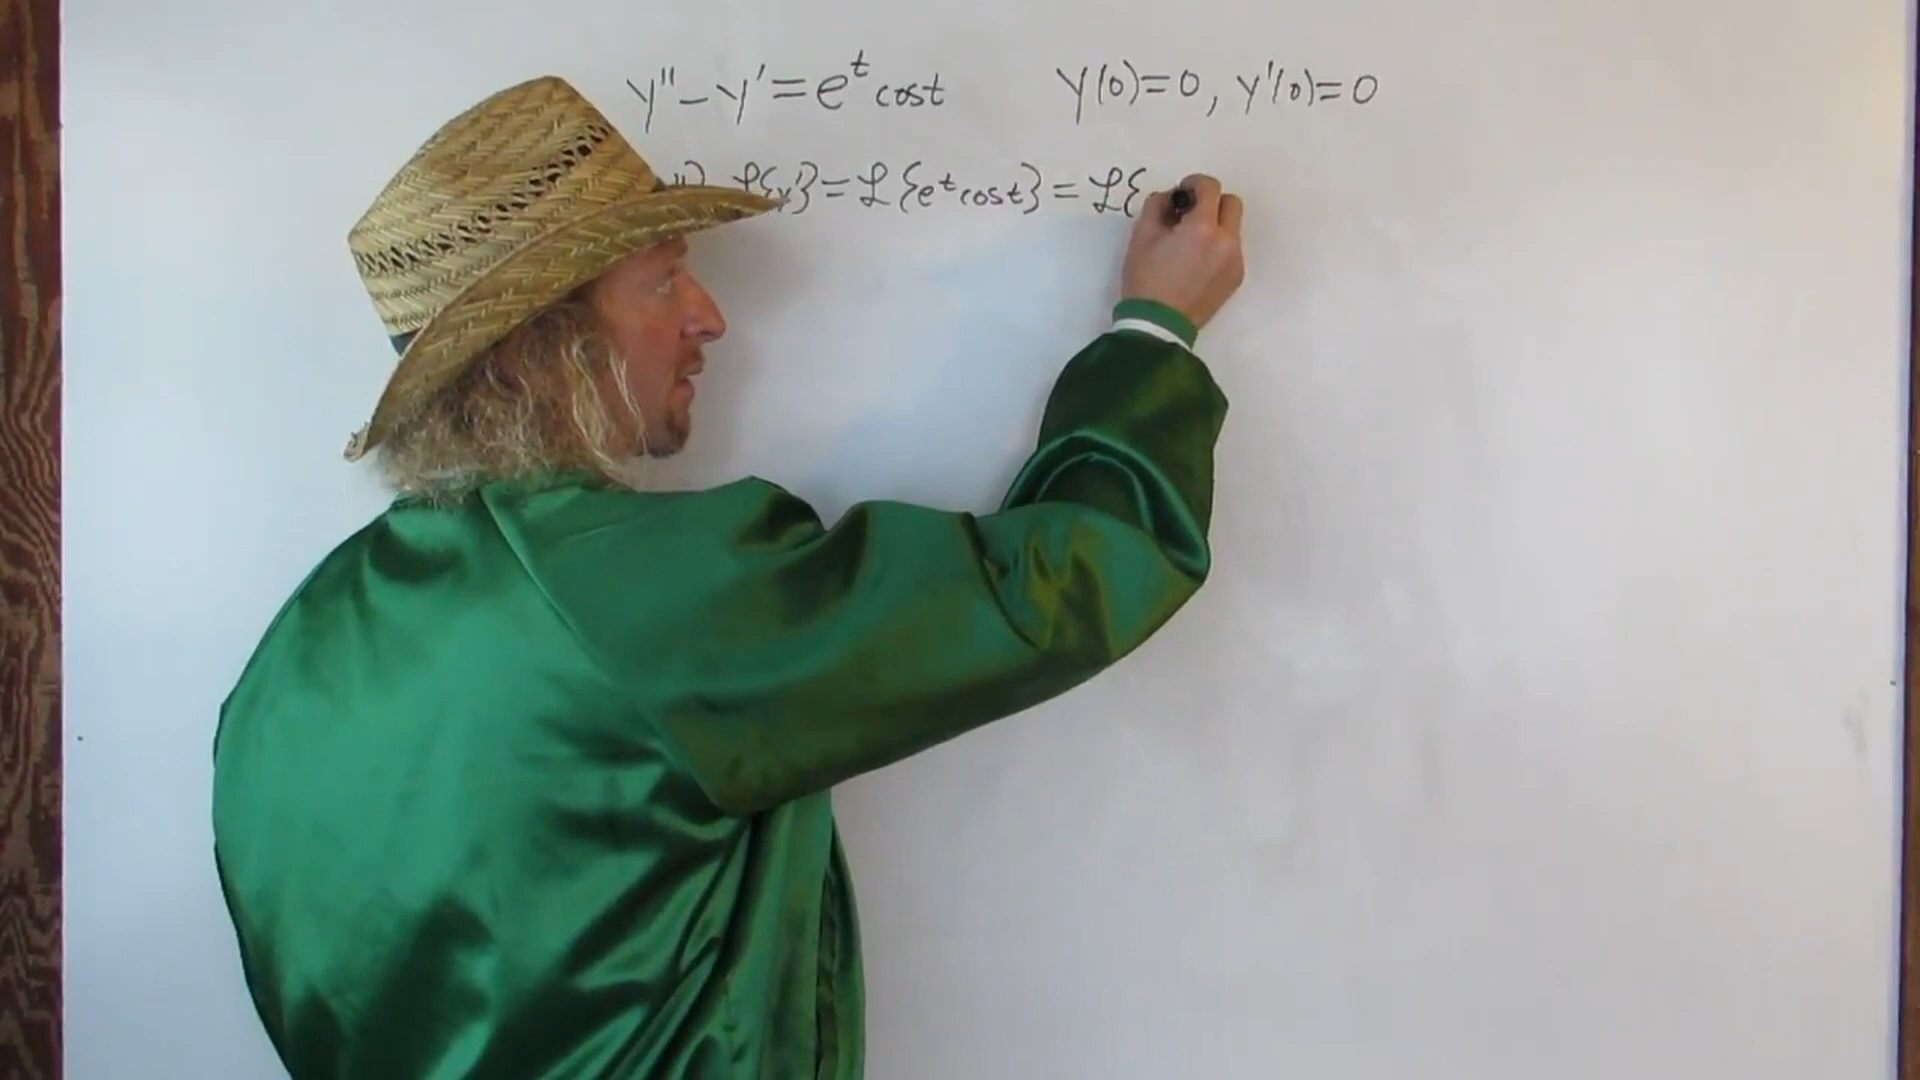 y''-y'=e^t cost y(0)=0, y'(0)=0
''} ℒ{y'}=ℒ{e^t cost}=ℒ{